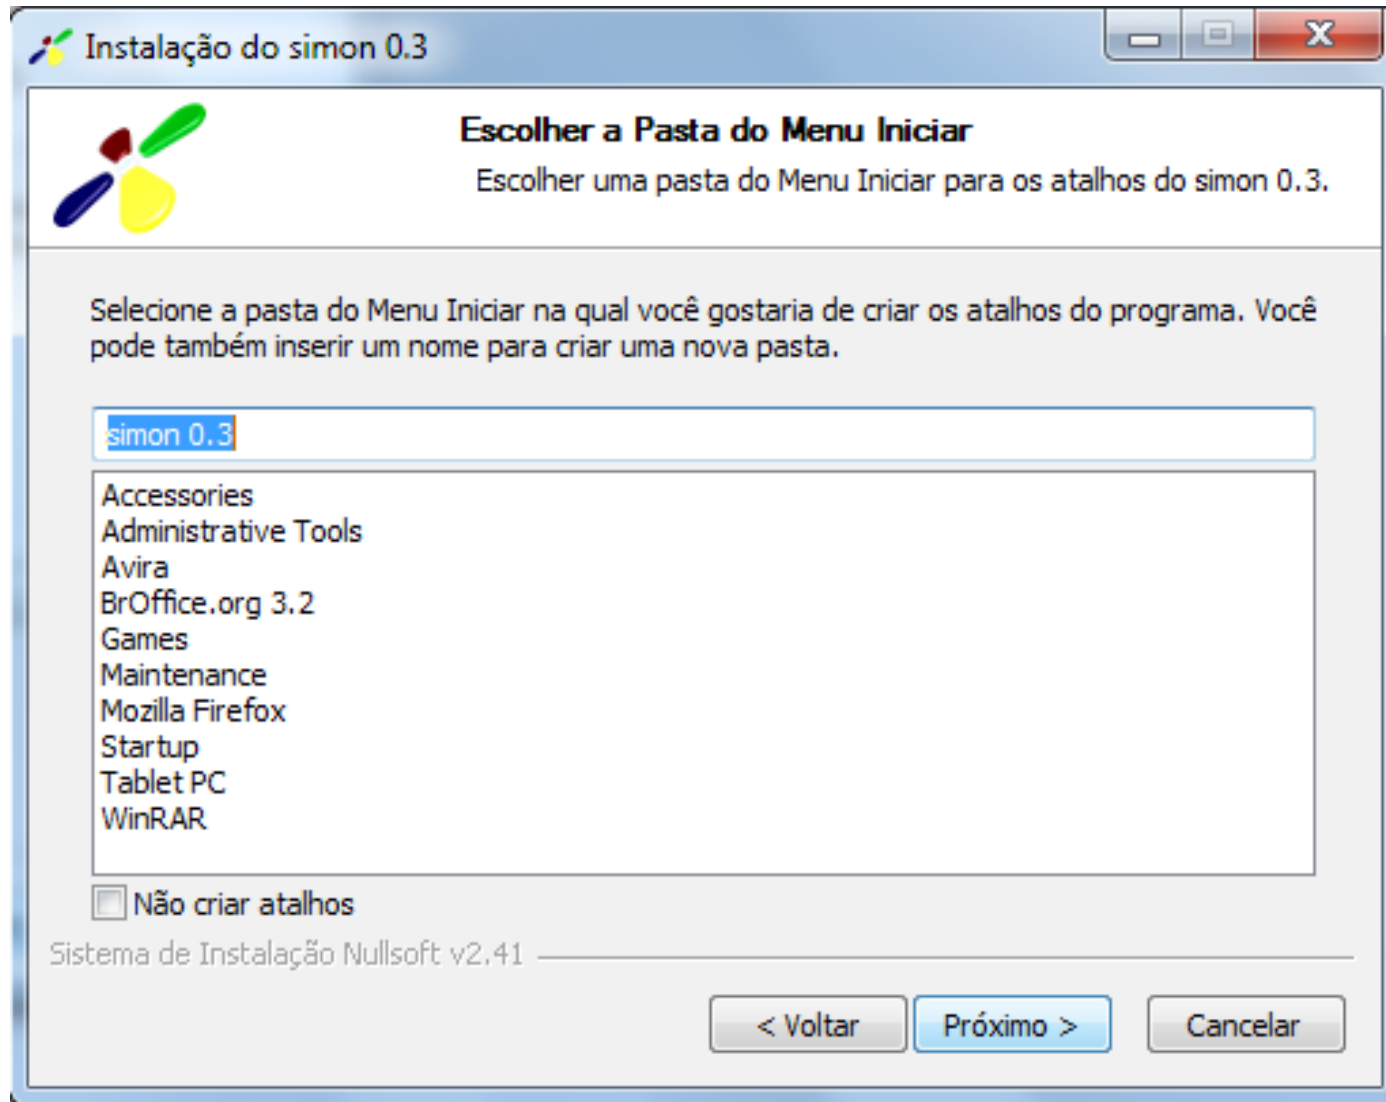 Instalação do simon 0.3
Escolher a Pasta do Menu Iniciar
Escolher uma pasta do Menu Iniciar para os atalhos do simon 0.3.
Selecione a pasta do Menu Iniciar na qual você gostaria de criar os atalhos do programa. Você
pode também inserir um nome para criar uma nova pasta.
simon 0.3
Accessories
Administrative Tools
Avira
BrOffice.org 3.2
Games
Maintenance
Mozilla Firefox
Startup
Tablet PC
WinRAR
Não criar atalhos
Sistema de Instalação Nullsoft v2.41
< Voltar Próximo > Cancelar